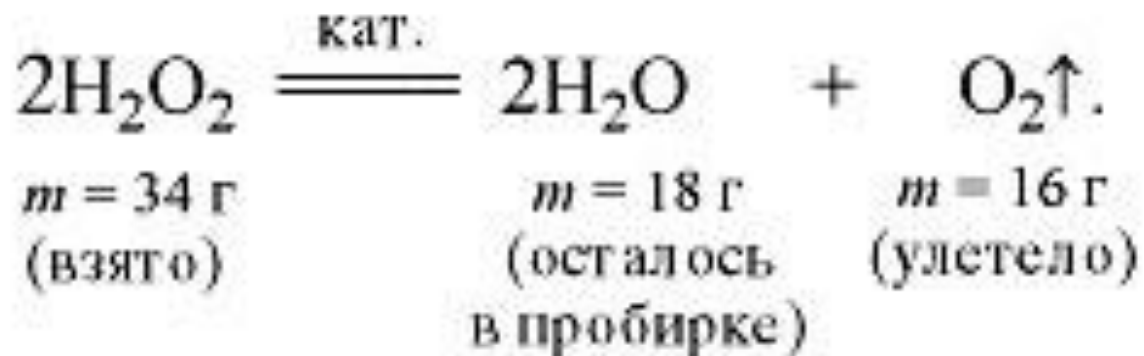 кат.
2H₂O₂ ═══ 2H₂O + O₂↑.
m = 34 г m = 18 г m = 16 г
(взято) (осталось (улетело)
в пробирке)